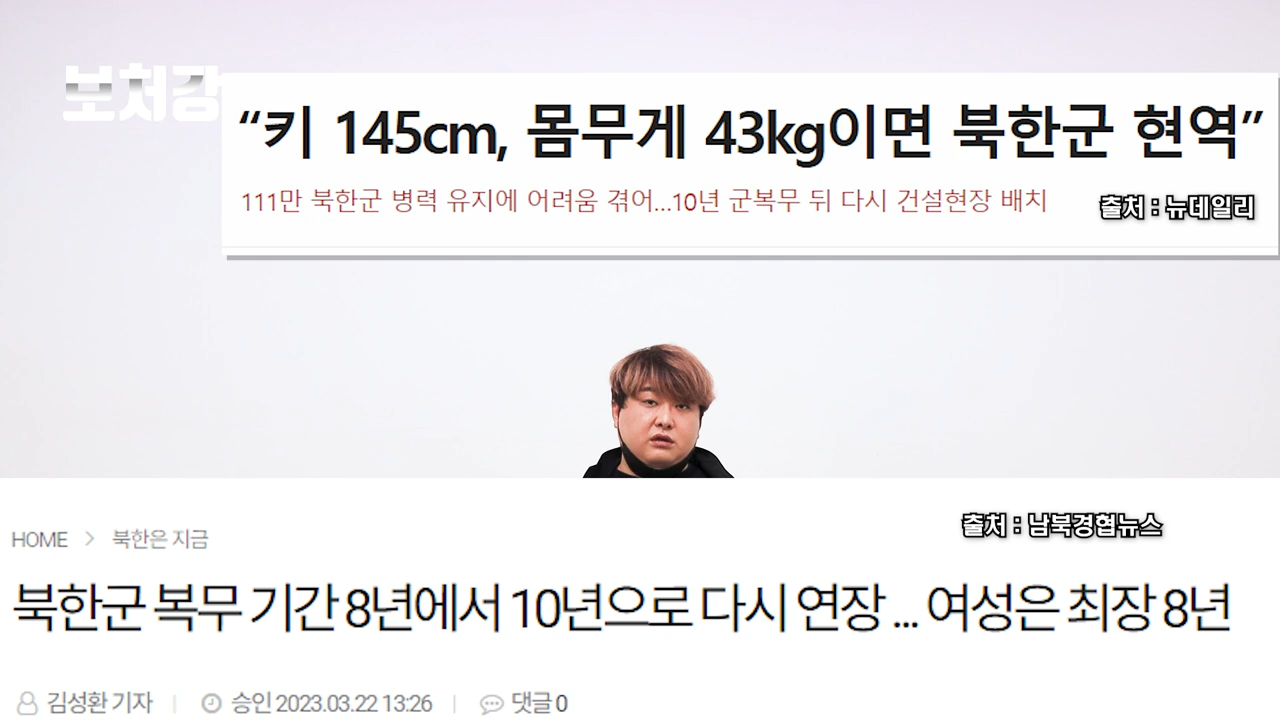 보처강
“키 145cm, 몸무게 43kg이면 북한군 현역”
111만 북한군 병력 유지에 어려움 겪어...10년 군복무 뒤 다시 건설현장 배치
출처 : 뉴데일리
출처 : 남북경협뉴스
HOME > 북한은 지금
북한군 복무 기간 8년에서 10년으로 다시 연장 ... 여성은 최장 8년
김성환 기자 | 승인 2023.03.22 13:26 | 댓글 0